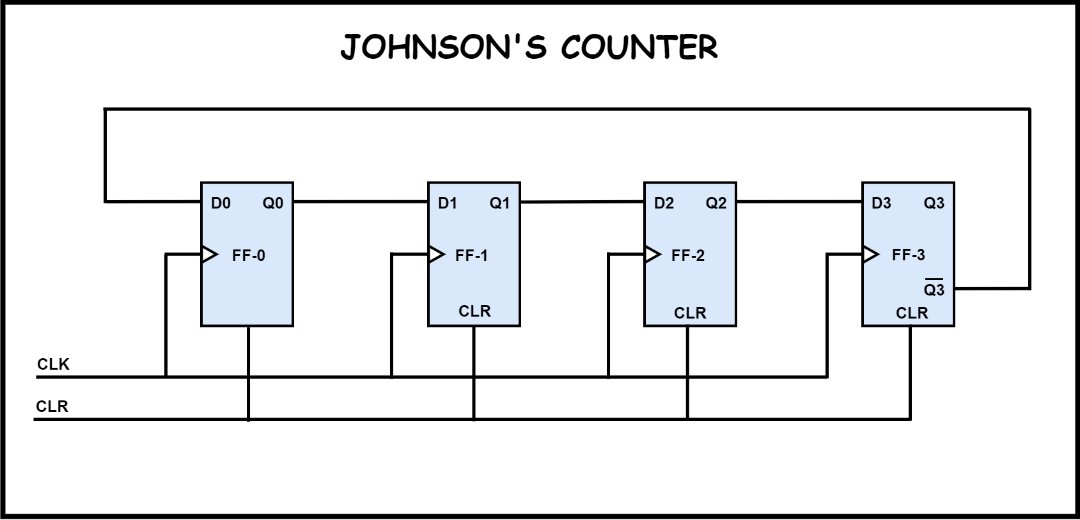 JOHNSON'S COUNTER
D0 Q0 D1 Q1 D2 Q2 D3 Q3
FF-0 FF-1 FF-2 FF-3
Q̅3̅
CLR CLR CLR
CLK
CLR